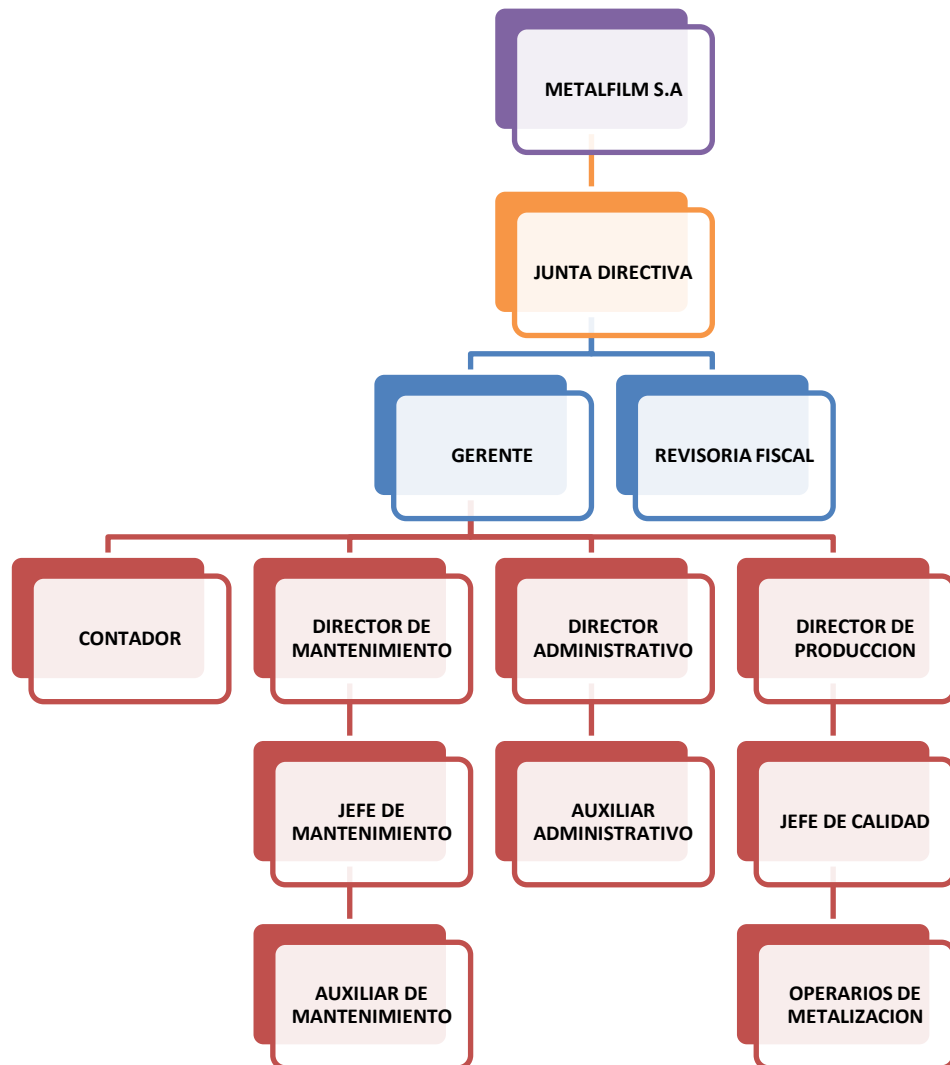 METALFILM S.A
JUNTA DIRECTIVA
GERENTE
REVISORIA FISCAL
CONTADOR
DIRECTOR DE
MANTENIMIENTO
DIRECTOR
ADMINISTRATIVO
DIRECTOR DE
PRODUCCION
JEFE DE
MANTENIMIENTO
AUXILIAR
ADMINISTRATIVO
JEFE DE CALIDAD
AUXILIAR DE
MANTENIMIENTO
OPERARIOS DE
METALIZACION